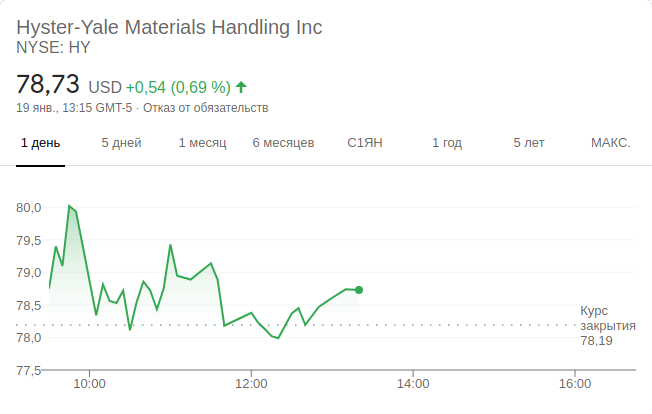 Hyster-Yale Materials Handling Inc
NYSE: HY
78,73 USD +0,54 (0,69 %)
19 янв., 13:15 GMT-5 · Отказ от обязательств
1 день 5 дней 1 месяц 6 месяцев С1ЯН 1 год 5 лет МАКС.
80,0
79,5
79,0
78,5
78,0
77,5
Курс
закрытия
78,19
10:00 12:00 14:00 16:00